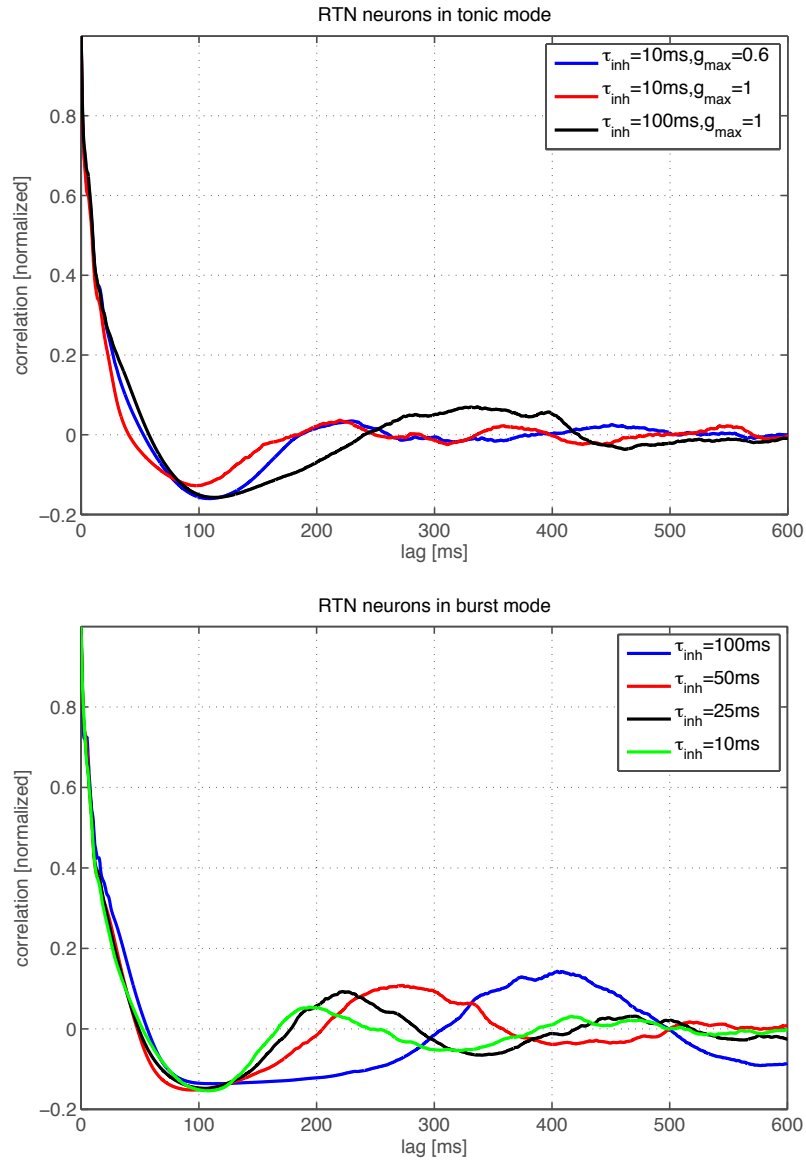 RTN neurons in tonic mode
τinh=10ms,gmax=0.6
τinh=10ms,gmax=1
τinh=100ms,gmax=1
correlation [normalized]
0.8
0.6
0.4
0.2
0
−0.2
0 100 200 300 400 500 600
lag [ms]
RTN neurons in burst mode
τinh=100ms
τinh=50ms
τinh=25ms
τinh=10ms
correlation [normalized]
0.8
0.6
0.4
0.2
0
−0.2
0 100 200 300 400 500 600
lag [ms]